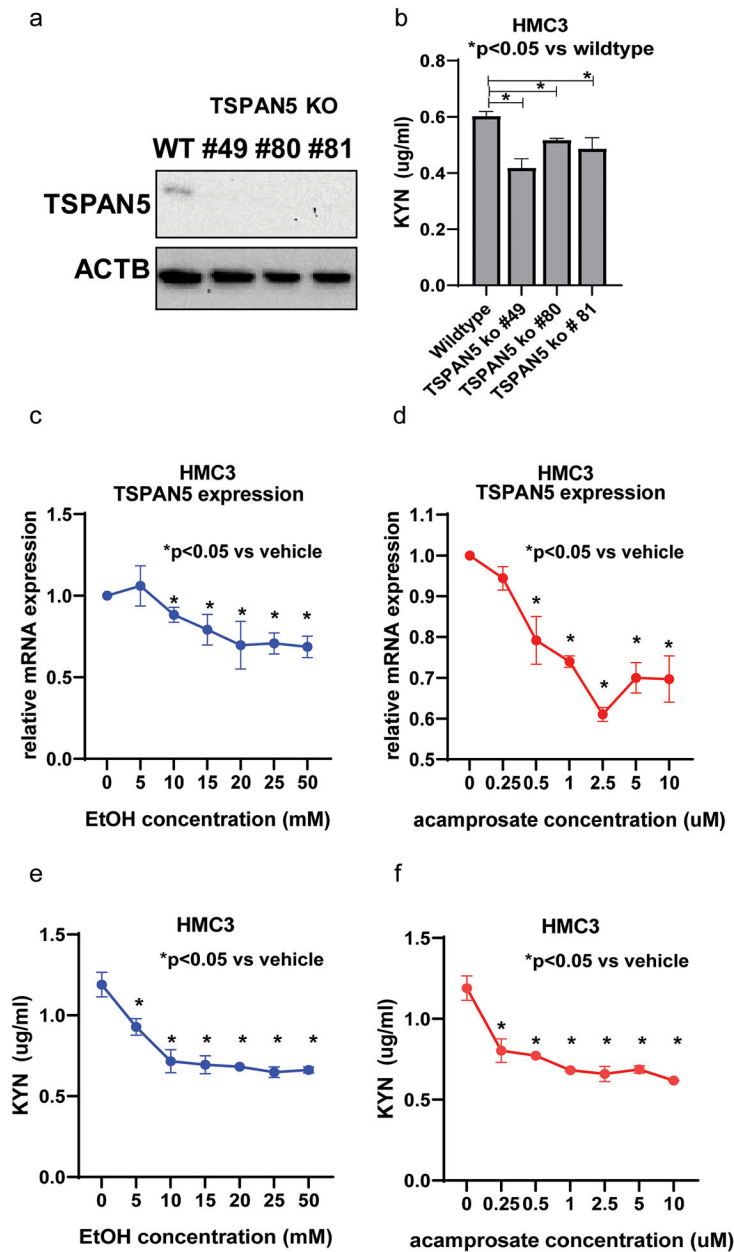 a
TSPAN5 KO
WT #49 #80 #81
TSPAN5
ACTB
b
HMC3
*p<0.05 vs wildtype
KYN (ug/ml)
0.8
0.6
0.4
0.2
0.0
*
*
*
Wildtype
TSPAN5 ko #49
TSPAN5 ko #80
TSPAN5 ko # 81
c
HMC3
TSPAN5 expression
*p<0.05 vs vehicle
relative mRNA expression
1.5
1.0
0.5
0.0
* * * * *
0 5 10 15 20 25 50
EtOH concentration (mM)
d
HMC3
TSPAN5 expression
*p<0.05 vs vehicle
relative mRNA expression
1.1
1.0
0.9
0.8
0.7
0.6
0.5
* * * * *
0 0.25 0.5 1 2.5 5 10
acamprosate concentration (uM)
e
HMC3
*p<0.05 vs vehicle
KYN (ug/ml)
1.5
1.0
0.5
0.0
* * * * * *
0 5 10 15 20 25 50
EtOH concentration (mM)
f
HMC3
*p<0.05 vs vehicle
KYN (ug/ml)
1.5
1.0
0.5
0.0
* * * * * *
0 0.25 0.5 1 2.5 5 10
acamprosate concentration (uM)